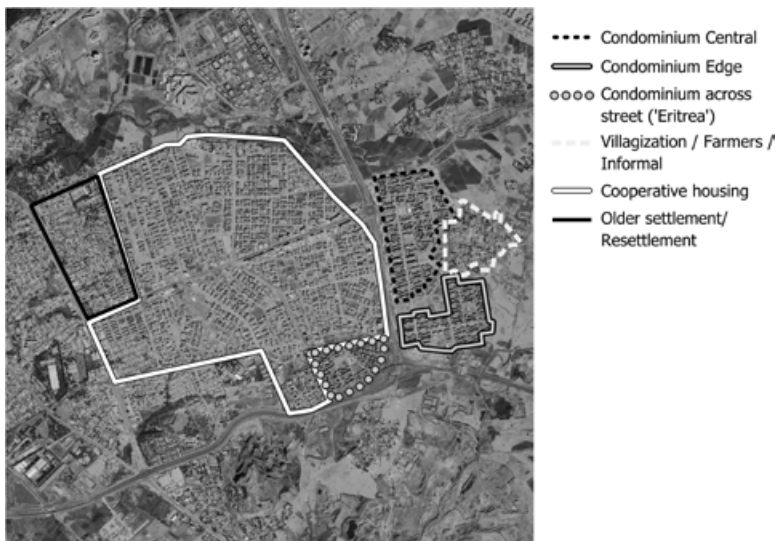 Condominium Central
Condominium Edge
Condominium across
street ('Eritrea')
Villagization / Farmers /
Informal
Cooperative housing
Older settlement/
Resettlement